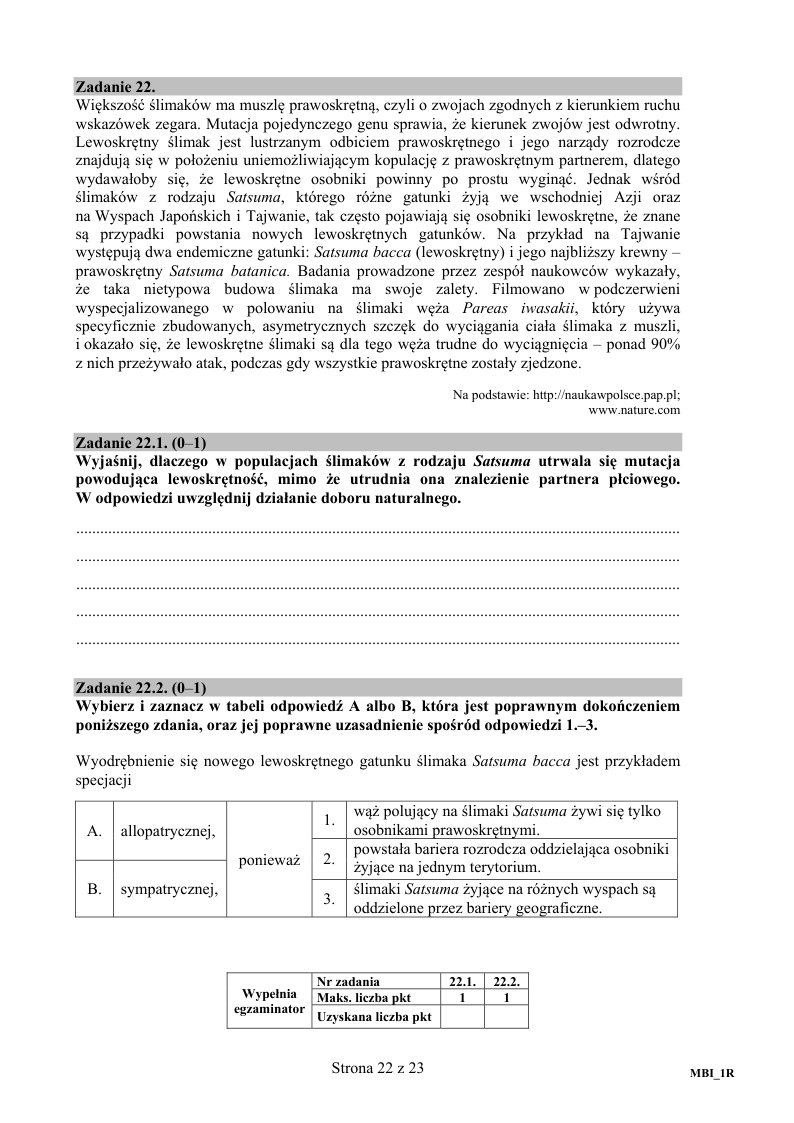 Zadanie 22.
Większość ślimaków ma muszlę prawoskrętną, czyli o zwojach zgodnych z kierunkiem ruchu
wskazówek zegara. Mutacja pojedynczego genu sprawia, że kierunek zwojów jest odwrotny.
Lewoskrętny ślimak jest lustrzanym odbiciem prawoskrętnego i jego narządy rozrodcze
znajdują się w położeniu uniemożliwiającym kopulację z prawoskrętnym partnerem, dlatego
wydawałoby się, że lewoskrętne osobniki powinny po prostu wyginąć. Jednak wśród
ślimaków z rodzaju Satsuma, którego różne gatunki żyją we wschodniej Azji oraz
na Wyspach Japońskich i Tajwanie, tak często pojawiają się osobniki lewoskrętne, że znane
są przypadki powstania nowych lewoskrętnych gatunków. Na przykład na Tajwanie
występują dwa endemiczne gatunki: Satsuma bacca (lewoskrętny) i jego najbliższy krewny –
prawoskrętny Satsuma batanica. Badania prowadzone przez zespół naukowców wykazały,
że taka nietypowa budowa ślimaka ma swoje zalety. Filmowano w podczerwieni
wyspecjalizowanego w polowaniu na ślimaki węża Pareas iwasakii, który używa
specyficznie zbudowanych, asymetrycznych szczęk do wyciągania ciała ślimaka z muszli,
i okazało się, że lewoskrętne ślimaki są dla tego węża trudne do wyciągnięcia – ponad 90%
z nich przeżywało atak, podczas gdy wszystkie prawoskrętne zostały zjedzone.
Na podstawie: http://naukawpolsce.pap.pl;
www.nature.com
Zadanie 22.1. (0–1)
Wyjaśnij, dlaczego w populacjach ślimaków z rodzaju Satsuma utrwala się mutacja
powodująca lewoskrętność, mimo że utrudnia ona znalezienie partnera płciowego.
W odpowiedzi uwzględnij działanie doboru naturalnego.
Zadanie 22.2. (0–1)
Wybierz i zaznacz w tabeli odpowiedź A albo B, która jest poprawnym dokończeniem
poniższego zdania, oraz jej poprawne uzasadnienie spośród odpowiedzi 1.–3.
Wyodrębnienie się nowego lewoskrętnego gatunku ślimaka Satsuma bacca jest przykładem
specjacji
A. allopatrycznej,
B. sympatrycznej,
ponieważ
1. wąż polujący na ślimaki Satsuma żywi się tylko
osobnikami prawoskrętnymi.
2. powstała bariera rozrodcza oddzielająca osobniki
żyjące na jednym terytorium.
3. ślimaki Satsuma żyjące na różnych wyspach są
oddzielone przez bariery geograficzne.
Wypełnia
egzaminator
Nr zadania 22.1. 22.2.
Maks. liczba pkt 1 1
Uzyskana liczba pkt
Strona 22 z 23
MBI_1R